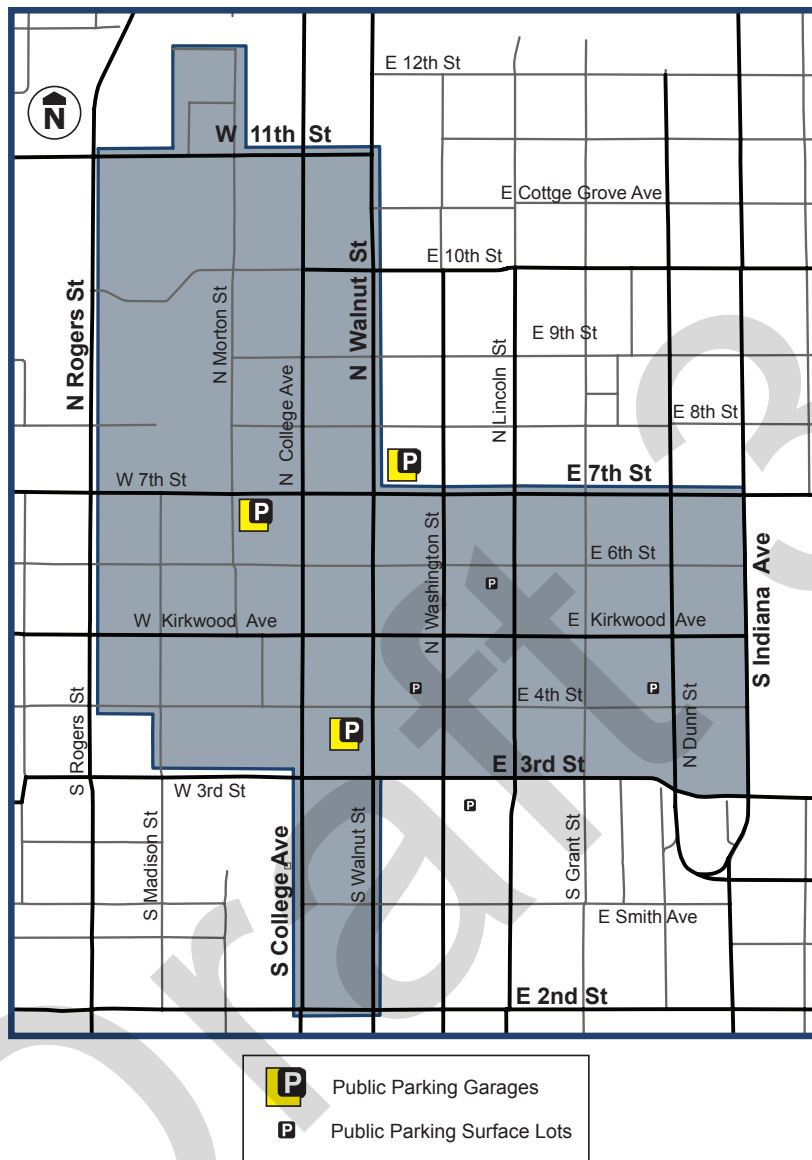 E 12th St
N
W 11th St
E Cottge Grove Ave
E 10th St
N Rogers St
N Morton St
N College Ave
N Walnut St
N Lincoln St
E 9th St
E 8th St
P
W 7th St
E 7th St
P
N Washington St
E 6th St
P
S Indiana Ave
W Kirkwood Ave
E Kirkwood Ave
P
P
E 4th St
S Rogers St
N Dunn St
P
E 3rd St
W 3rd St
P
S Madison St
S College Ave
S Walnut St
S Grant St
E Smith Ave
E 2nd St
P Public Parking Garages
P Public Parking Surface Lots
Draft 3